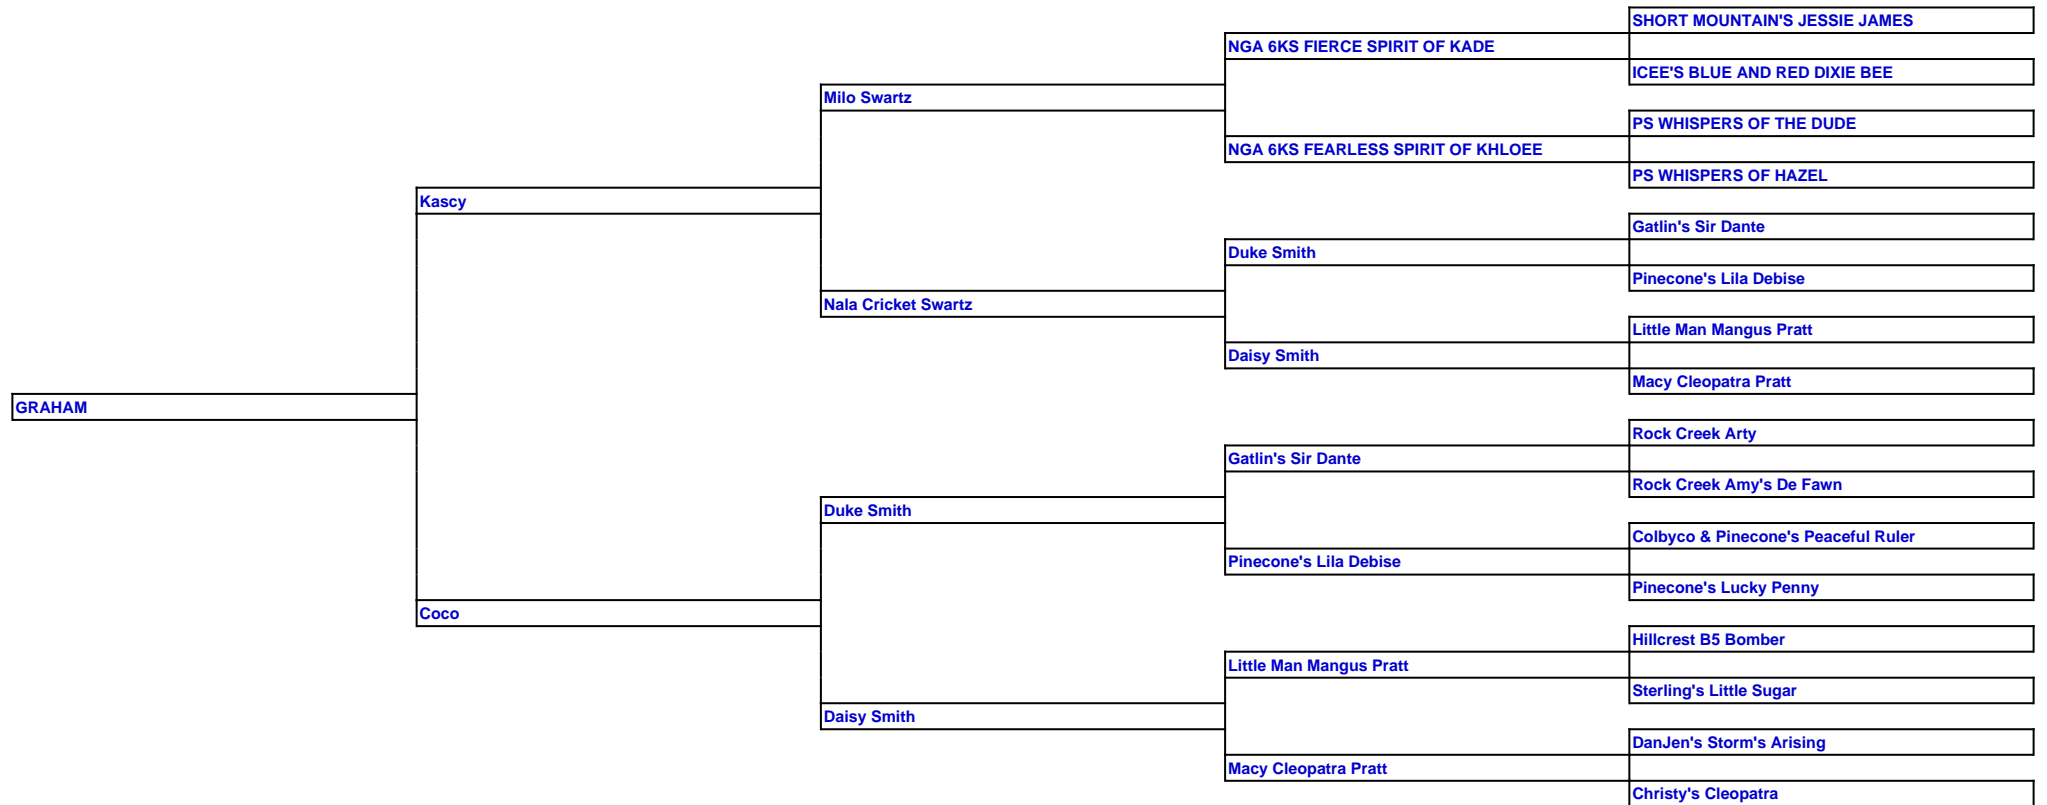 SHORT MOUNTAIN'S JESSIE JAMES
NGA 6KS FIERCE SPIRIT OF KADE
ICEE'S BLUE AND RED DIXIE BEE
Milo Swartz
PS WHISPERS OF THE DUDE
NGA 6KS FEARLESS SPIRIT OF KHLOEE
PS WHISPERS OF HAZEL
Kascy
Gatlin's Sir Dante
Duke Smith
Pinecone's Lila Debise
Nala Cricket Swartz
Little Man Mangus Pratt
Daisy Smith
Macy Cleopatra Pratt
GRAHAM
Rock Creek Arty
Gatlin's Sir Dante
Rock Creek Amy's De Fawn
Duke Smith
Colbyco & Pinecone's Peaceful Ruler
Pinecone's Lila Debise
Pinecone's Lucky Penny
Coco
Hillcrest B5 Bomber
Little Man Mangus Pratt
Sterling's Little Sugar
Daisy Smith
DanJen's Storm's Arising
Macy Cleopatra Pratt
Christy's Cleopatra